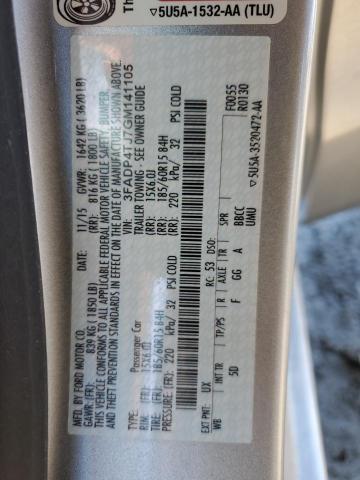 Th
▽5U5A-1532-AA (TLU)
MFD. BY FORD MOTOR CO.
DATE: 11/15 GVWR: 1642 KG ( 3620 LB)
GAWR:(FR): 839 KG (1850 LB) (RR): 816 KG (1800 LB)
THIS VEHICLE CONFORMS TO ALL APPLICABLE FEDERAL MOTOR VEHICLE SAFETY, BUMPER,
AND THEFT PREVENTION STANDARDS IN EFFECT ON THE DATE OF MANUFACTURE SHOWN ABOVE.
VIN: 3FADP4TJ7GM141105
TYPE: Passenger Car TRAILER TOWING - SEE OWNER GUIDE
RIM: (FR): 15X6.0J (RR): 15X6.0J
TIRE: (FR): 185/60R15 84H (RR): 185/60R15 84H
PRESSURE (FR): 220 kPa/ 32 PSI COLD (RR): 220 kPa/ 32 PSI COLD
EXT PNT: UX RC: 53 DSO: F0055
R0130
WB INT TR TP/PS R AXLE TR SPR
5D F GG A BBCC
UMU
▽5U5A-3520472-AA